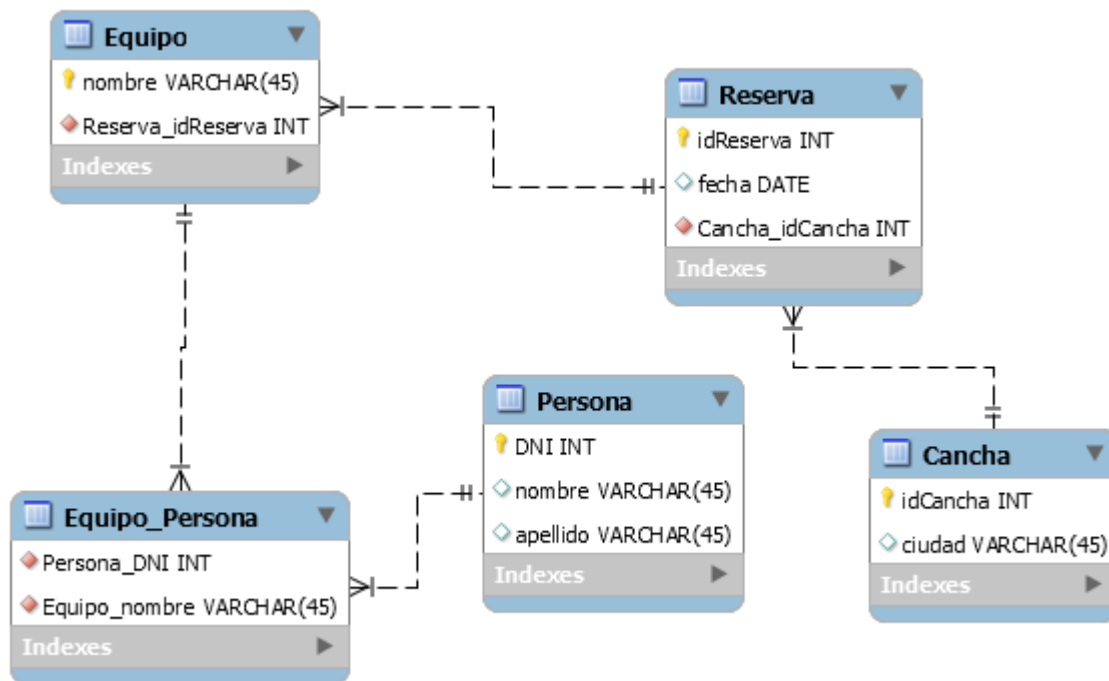 Equipo
nombre VARCHAR(45)
Reserva_idReserva INT
Indexes
Reserva
idReserva INT
fecha DATE
Cancha_idCancha INT
Indexes
Persona
DNI INT
nombre VARCHAR(45)
apellido VARCHAR(45)
Indexes
Cancha
idCancha INT
ciudad VARCHAR(45)
Indexes
Equipo_Persona
Persona_DNI INT
Equipo_nombre VARCHAR(45)
Indexes